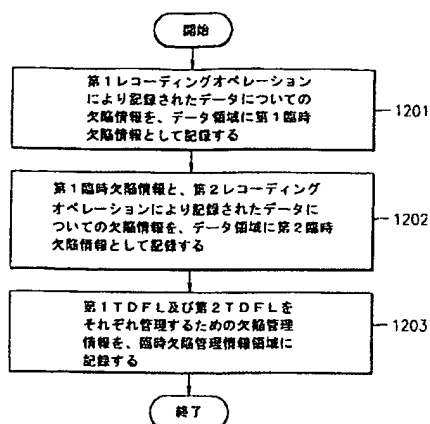 開始
第1レコーディングオペレーション
により記録されたデータについての
欠陥情報を、データ領域に第1臨時
欠陥情報として記録する
1201
第1臨時欠陥情報と、第2レコーディング
オペレーションにより記録されたデータに
ついての欠陥情報を、データ領域に第2臨時
欠陥情報として記録する
1202
第1TDFL及び第2TDFLを
それぞれ管理するための欠陥管理
情報を、臨時欠陥管理情報領域に
記録する
1203
終了